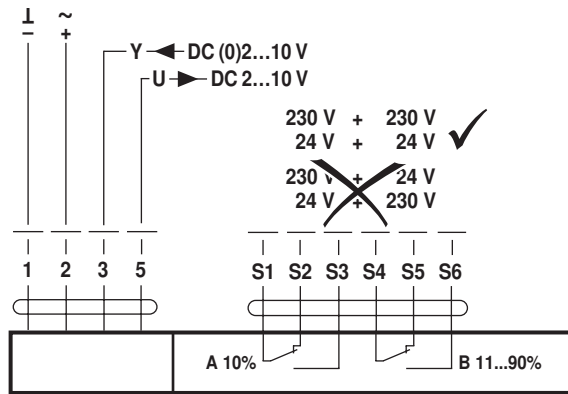 ⊥ ~
– +
Y DC (0)2...10 V
U DC 2...10 V
230 V + 230 V
24 V + 24 V
230 V + 24 V
24 V + 230 V
1 2 3 5 S1 S2 S3 S4 S5 S6
A 10% B 11...90%